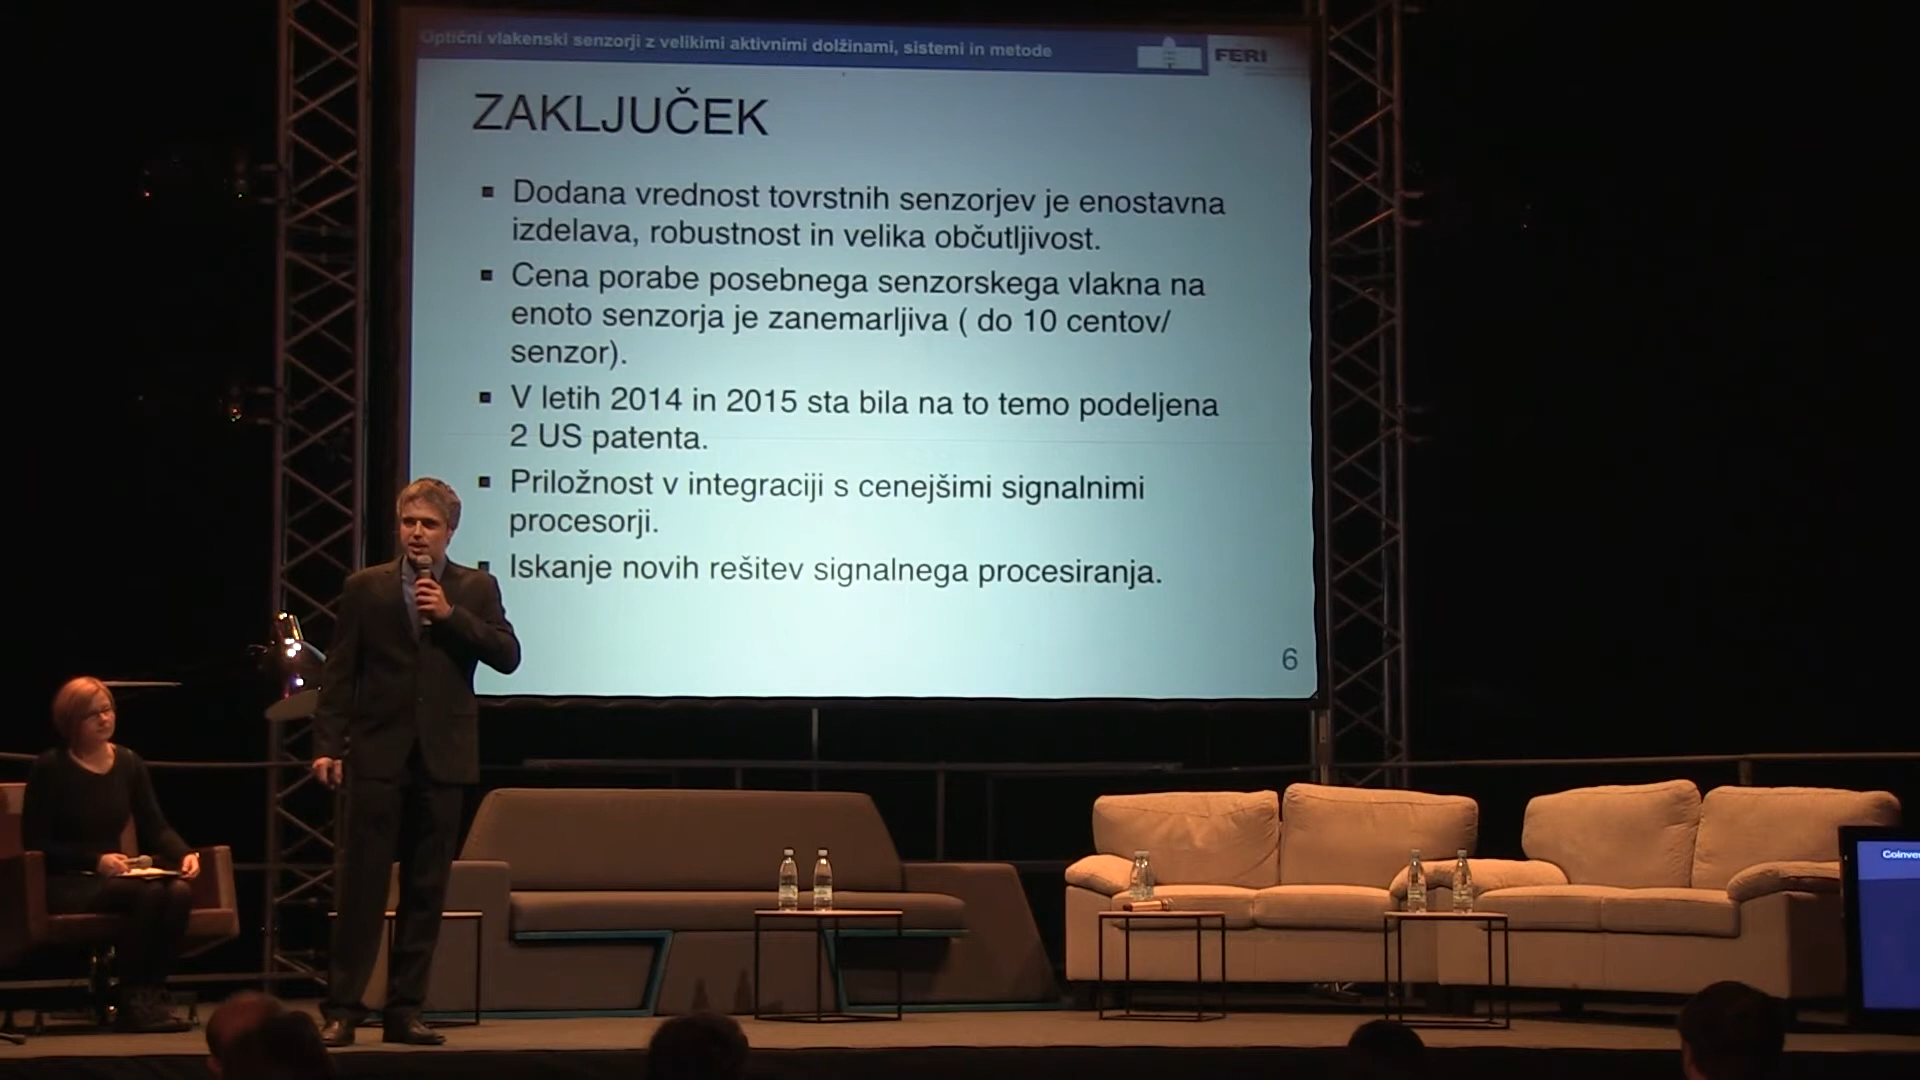 Optični vlakenski senzorji z velikimi aktivnimi dolžinami, sistemi in metode
FERI
ZAKLJUČEK
▪ Dodana vrednost tovrstnih senzorjev je enostavna
izdelava, robustnost in velika občutljivost.
▪ Cena porabe posebnega senzorskega vlakna na
enoto senzorja je zanemarljiva ( do 10 centov/
senzor).
▪ V letih 2014 in 2015 sta bila na to temo podeljena
2 US patenta.
▪ Priložnost v integraciji s cenejšimi signalnimi
procesorji.
▪ Iskanje novih rešitev signalnega procesiranja.
6